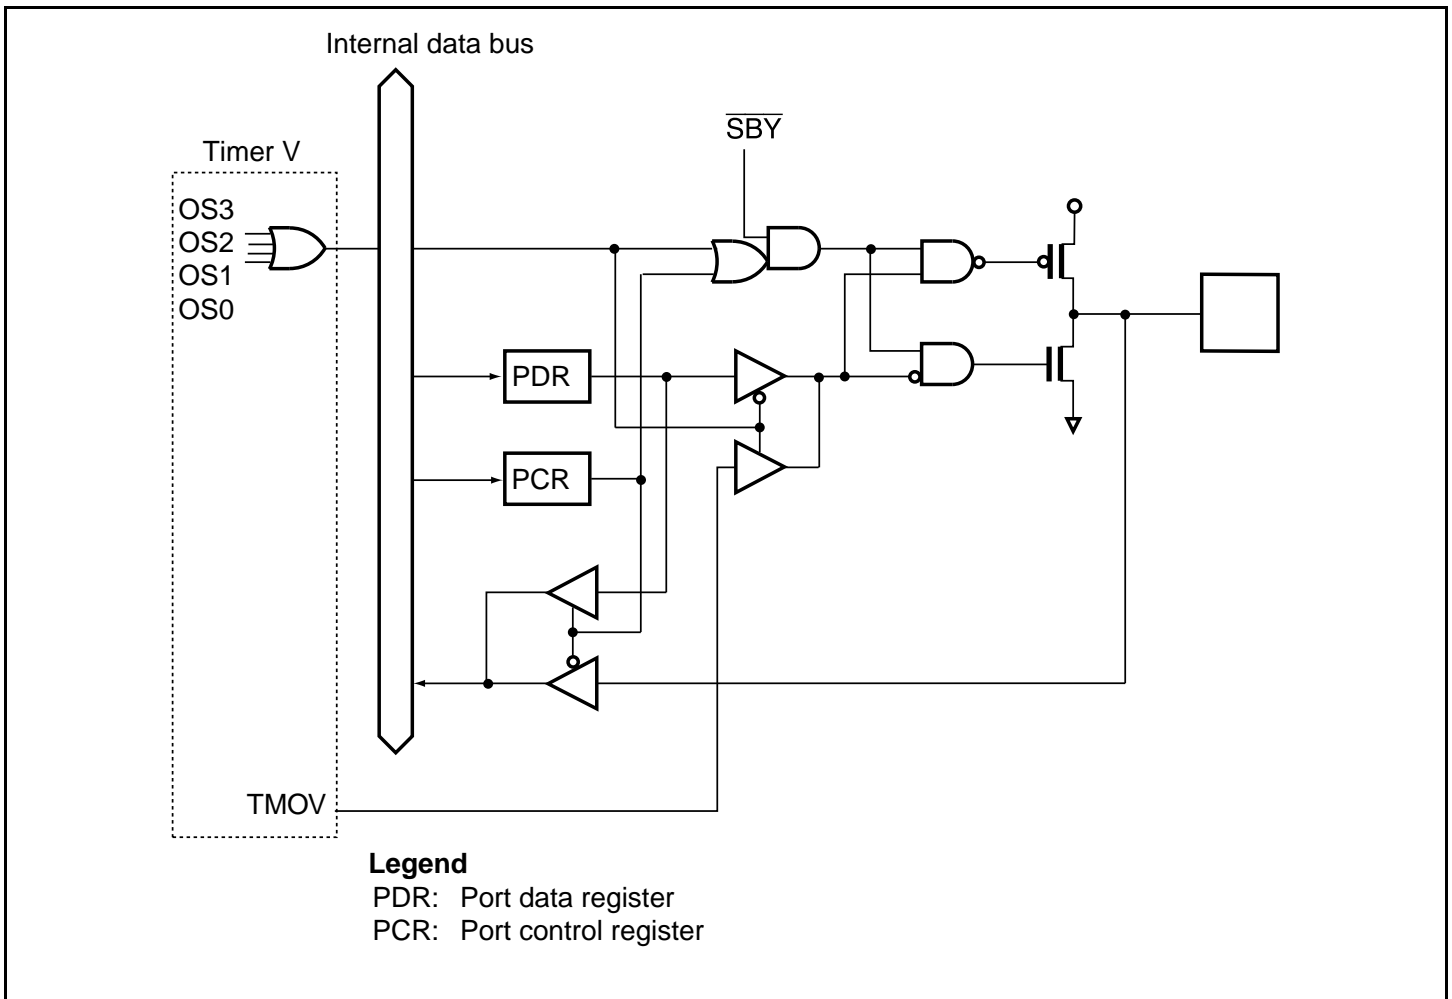 Internal data bus
SBY
Timer V
OS3
OS2
OS1
OS0
PDR
PCR
TMOV
Legend
PDR: Port data register
PCR: Port control register